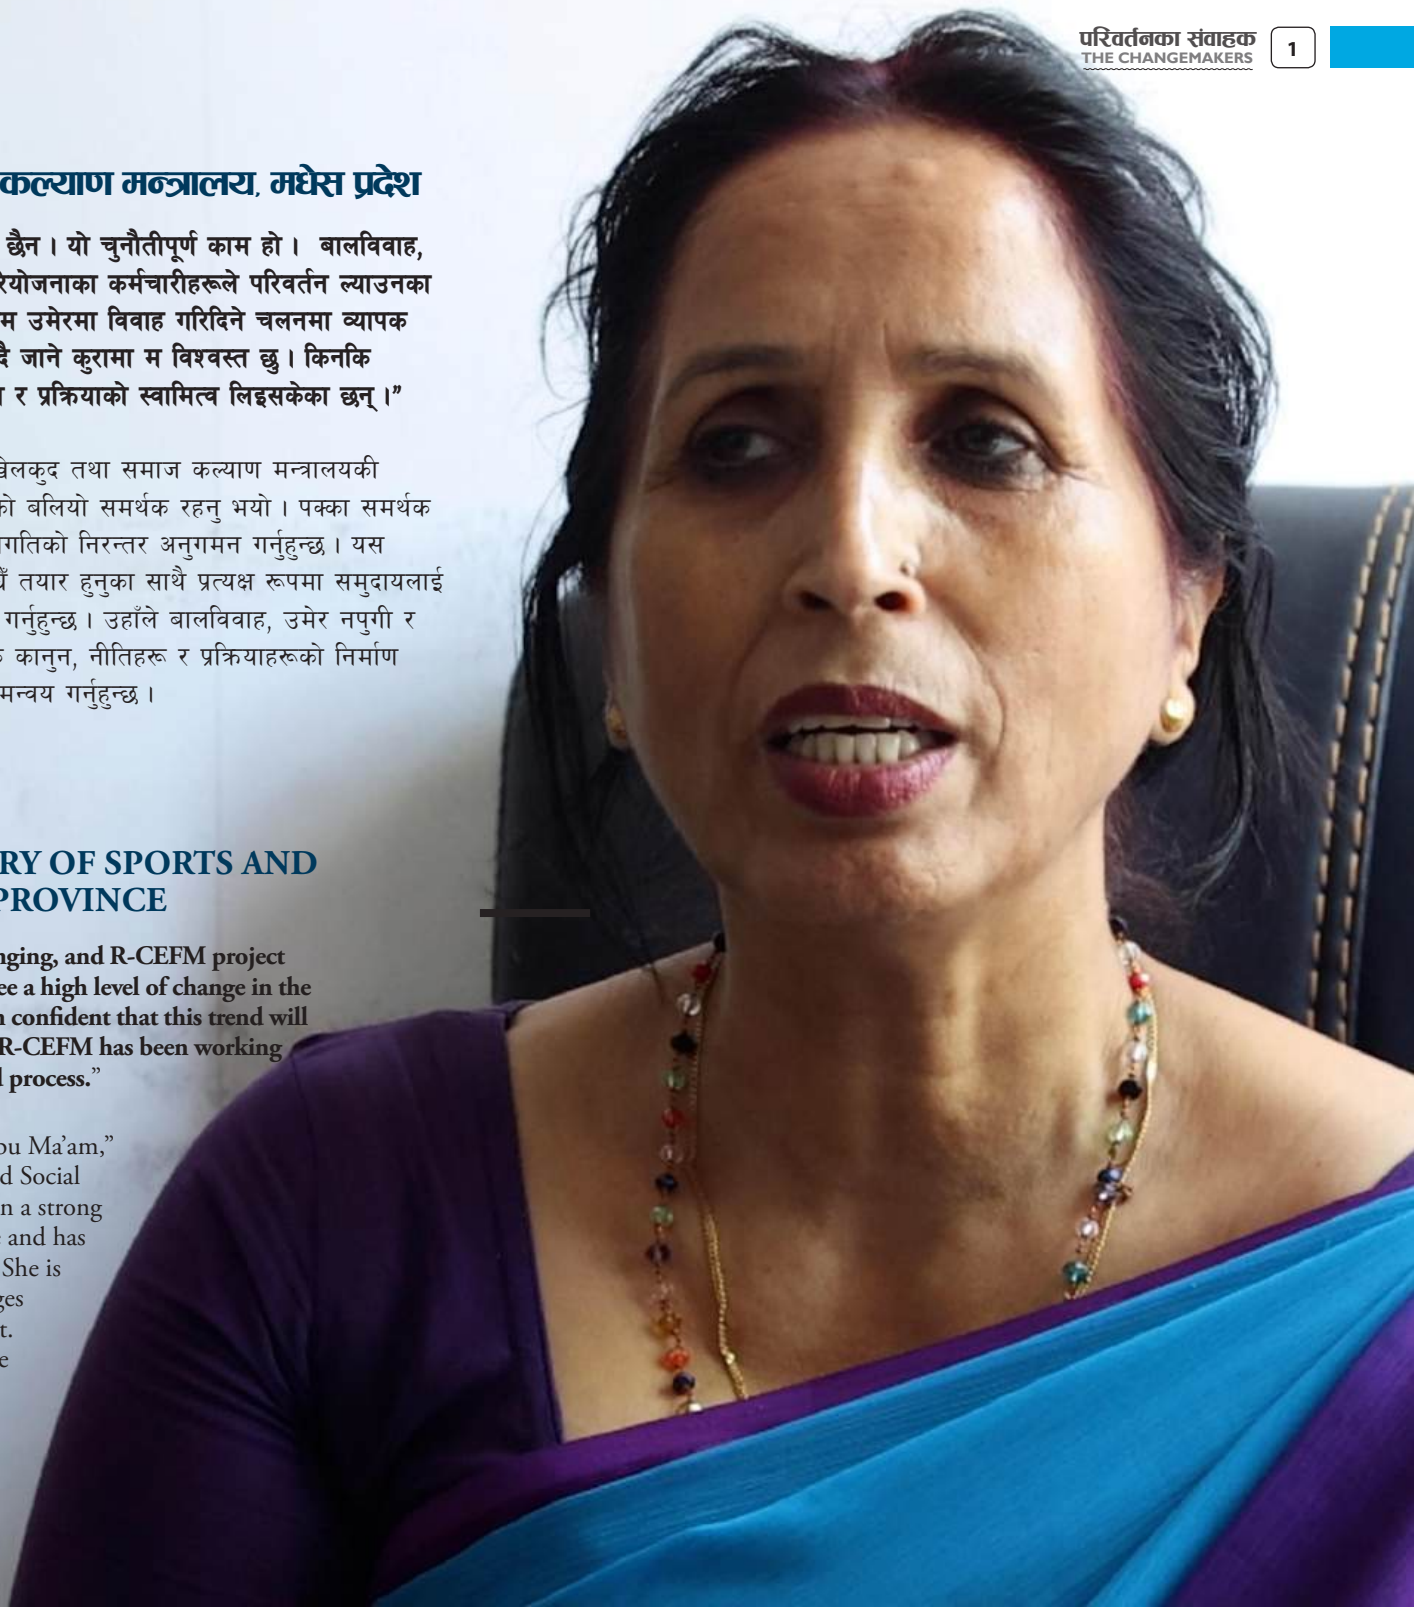 परिवर्तनका संवाहक
THE CHANGEMAKERS
1
कल्याण मन्त्रालय, मधेस प्रदेश
छैन । यो चुनौतीपूर्ण काम हो । बालविवाह,
रियोजनाका कर्मचारीहरूले परिवर्तन ल्याउनका
म उमेरमा विवाह गरिदिने चलनमा व्यापक
दै जाने कुरामा म विश्वस्त छु । किनकि
र प्रक्रियाको स्वामित्व लिइसकेका छन् ।”
खेलकुद तथा समाज कल्याण मन्त्रालयकी
को बलियो समर्थक रहनु भयो । पक्का समर्थक
गतिको निरन्तर अनुगमन गर्नुहुन्छ । यस
तयार हुनुका साथै प्रत्यक्ष रूपमा समुदायलाई
गर्नुहुन्छ । उहाँले बालविवाह, उमेर नपुगी र
कानुन, नीतिहरू र प्रक्रियाहरूको निर्माण
मन्वय गर्नुहुन्छ ।
RY OF SPORTS AND
PROVINCE
nging, and R-CEFM project
ee a high level of change in the
confident that this trend will
R-CEFM has been working
process.”
bu Ma’am,”
d Social
n a strong
and has
She is
ges
t.
e